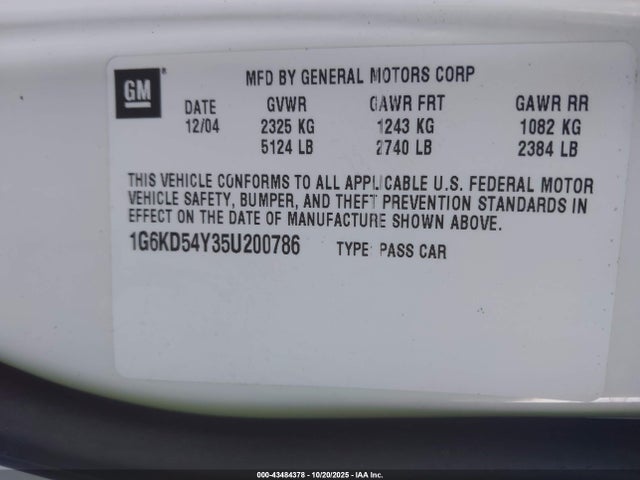 GM ®
MFD BY GENERAL MOTORS CORP
DATE GVWR GAWR FRT GAWR RR
12/04 2325 KG 1243 KG 1082 KG
5124 LB 2740 LB 2384 LB
THIS VEHICLE CONFORMS TO ALL APPLICABLE U.S. FEDERAL MOTOR
VEHICLE SAFETY, BUMPER, AND THEFT PREVENTION STANDARDS IN
EFFECT ON THE DATE OF MANUFACTURE SHOWN ABOVE.
1G6KD54Y35U200786 TYPE: PASS CAR
000-43484378 - 10/20/2025 - IAA Inc.